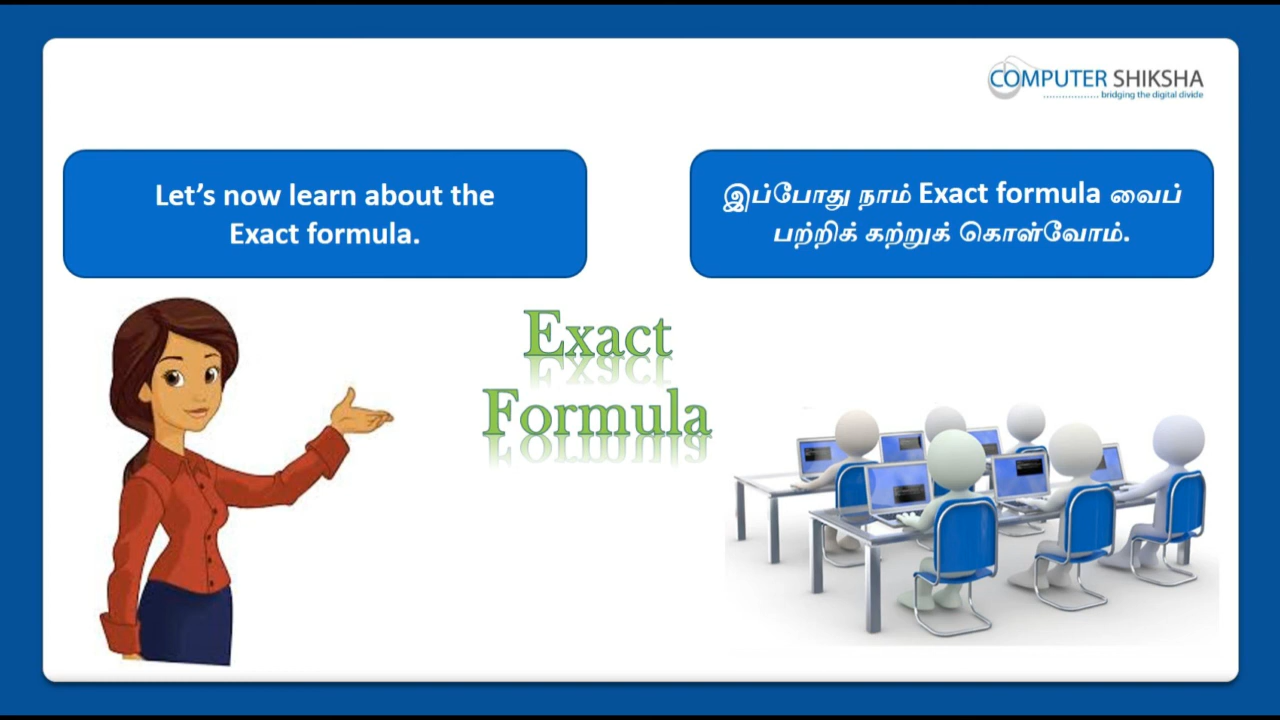 COMPUTER SHIKSHA
bridging the digital divide
Let's now learn about the
Exact formula.
இப்போது நாம் Exact formula வைப்
பற்றிக் கற்றுக் கொள்வோம்.
Exact
Formula